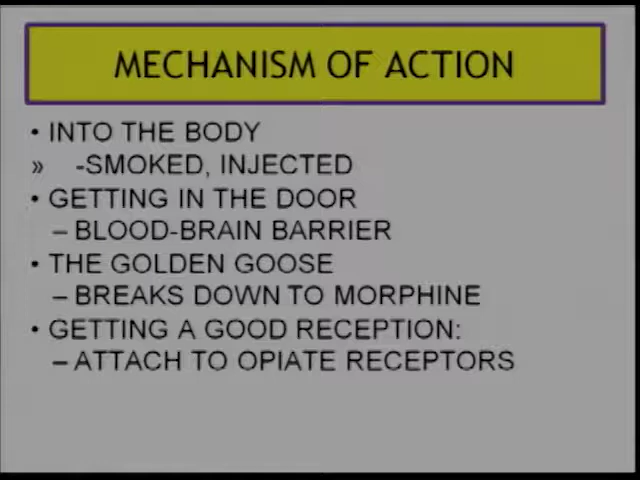 MECHANISM OF ACTION
• INTO THE BODY
» -SMOKED, INJECTED
• GETTING IN THE DOOR
– BLOOD-BRAIN BARRIER
• THE GOLDEN GOOSE
– BREAKS DOWN TO MORPHINE
• GETTING A GOOD RECEPTION:
– ATTACH TO OPIATE RECEPTORS